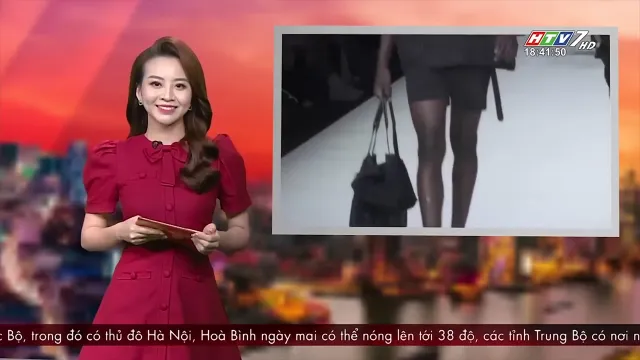 HTV7 HD
18:41:50
Bộ, trong đó có thủ đô Hà Nội, Hoà Bình ngày mai có thể nóng lên tới 38 độ, các tỉnh Trung Bộ có nơi